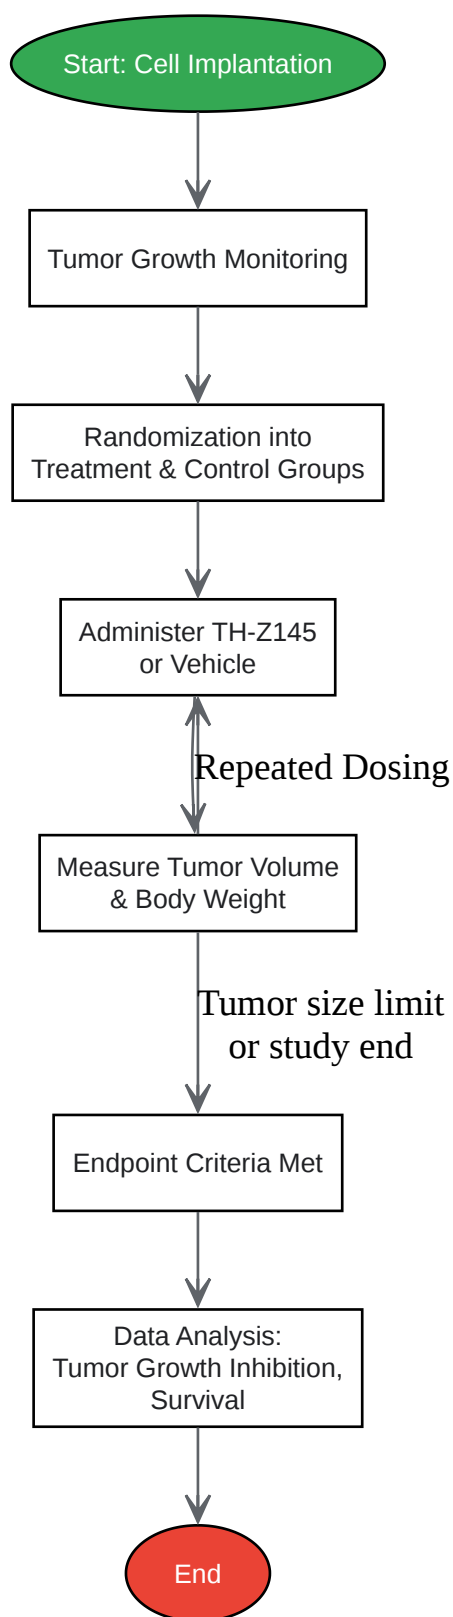 Start: Cell Implantation
Tumor Growth Monitoring
Randomization into
Treatment & Control Groups
Administer TH-Z145
or Vehicle
Repeated Dosing
Measure Tumor Volume
& Body Weight
Tumor size limit
or study end
Endpoint Criteria Met
Data Analysis:
Tumor Growth Inhibition,
Survival
End